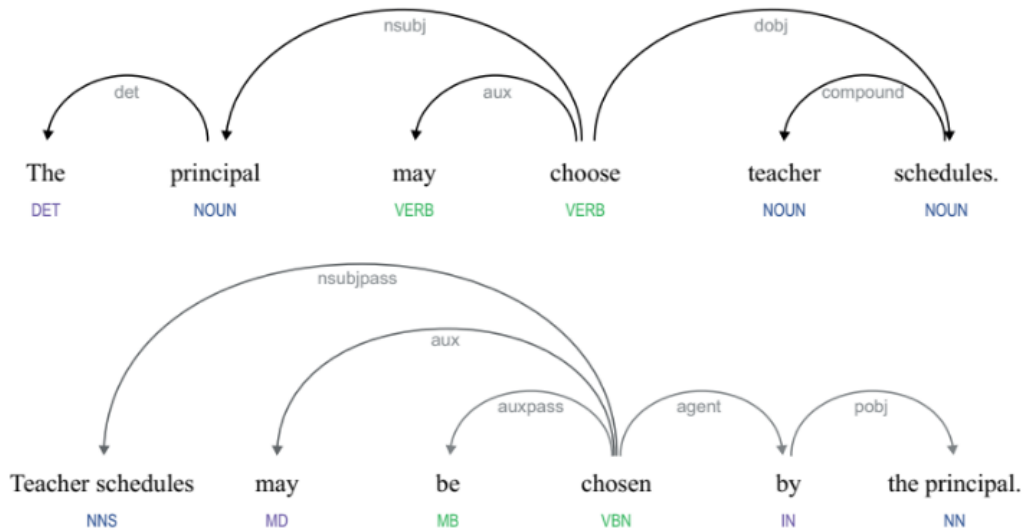 nsubj dobj
det aux compound
The principal may choose teacher schedules.
DET NOUN VERB VERB NOUN NOUN
nsubjpass
aux
auxpass agent pobj
Teacher schedules may be chosen by the principal.
NNS MD MB VBN IN NN